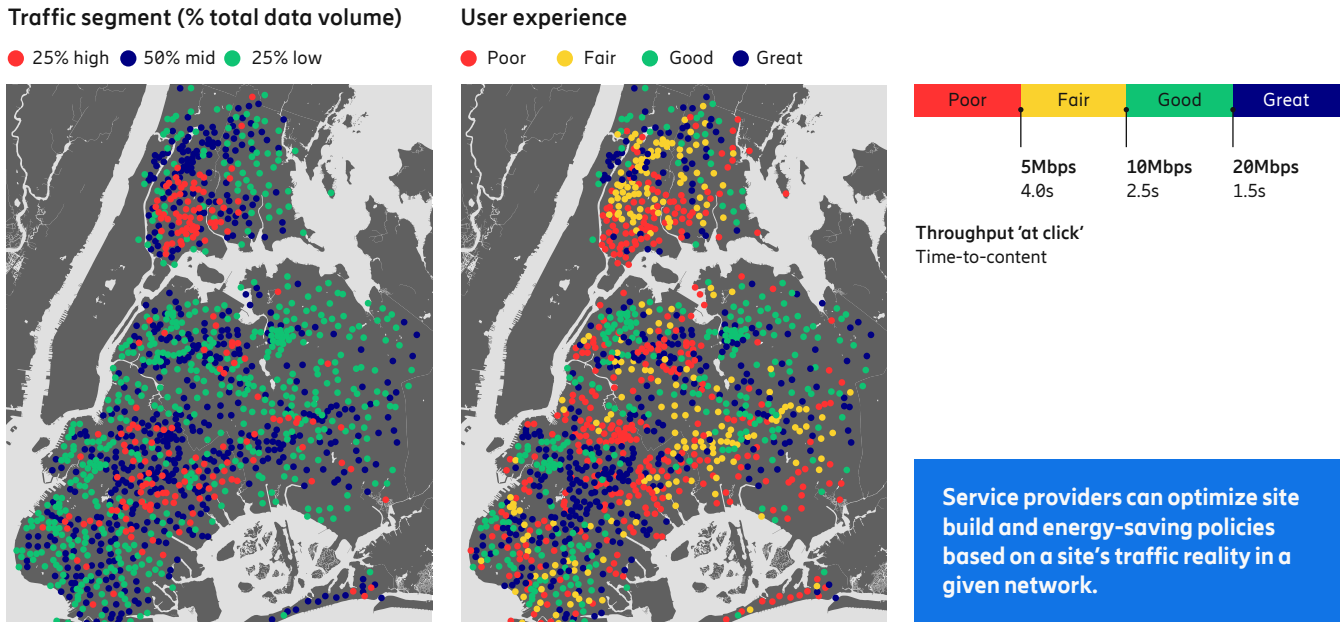 Traffic segment (% total data volume)
25% high 50% mid 25% low
User experience
Poor Fair Good Great
Poor Fair Good Great
5Mbps 10Mbps 20Mbps
4.0s 2.5s 1.5s
Throughput ‘at click’
Time-to-content
Service providers can optimize site
build and energy-saving policies
based on a site’s traffic reality in a
given network.